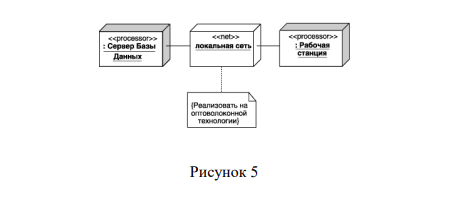 <<processor>>
: Сервер Базы
Данных
<<net>>
локальная сеть
<<processor>>
: Рабочая
станция
{Реализовать на
оптоволоконной
технологии}
Рисунок 5